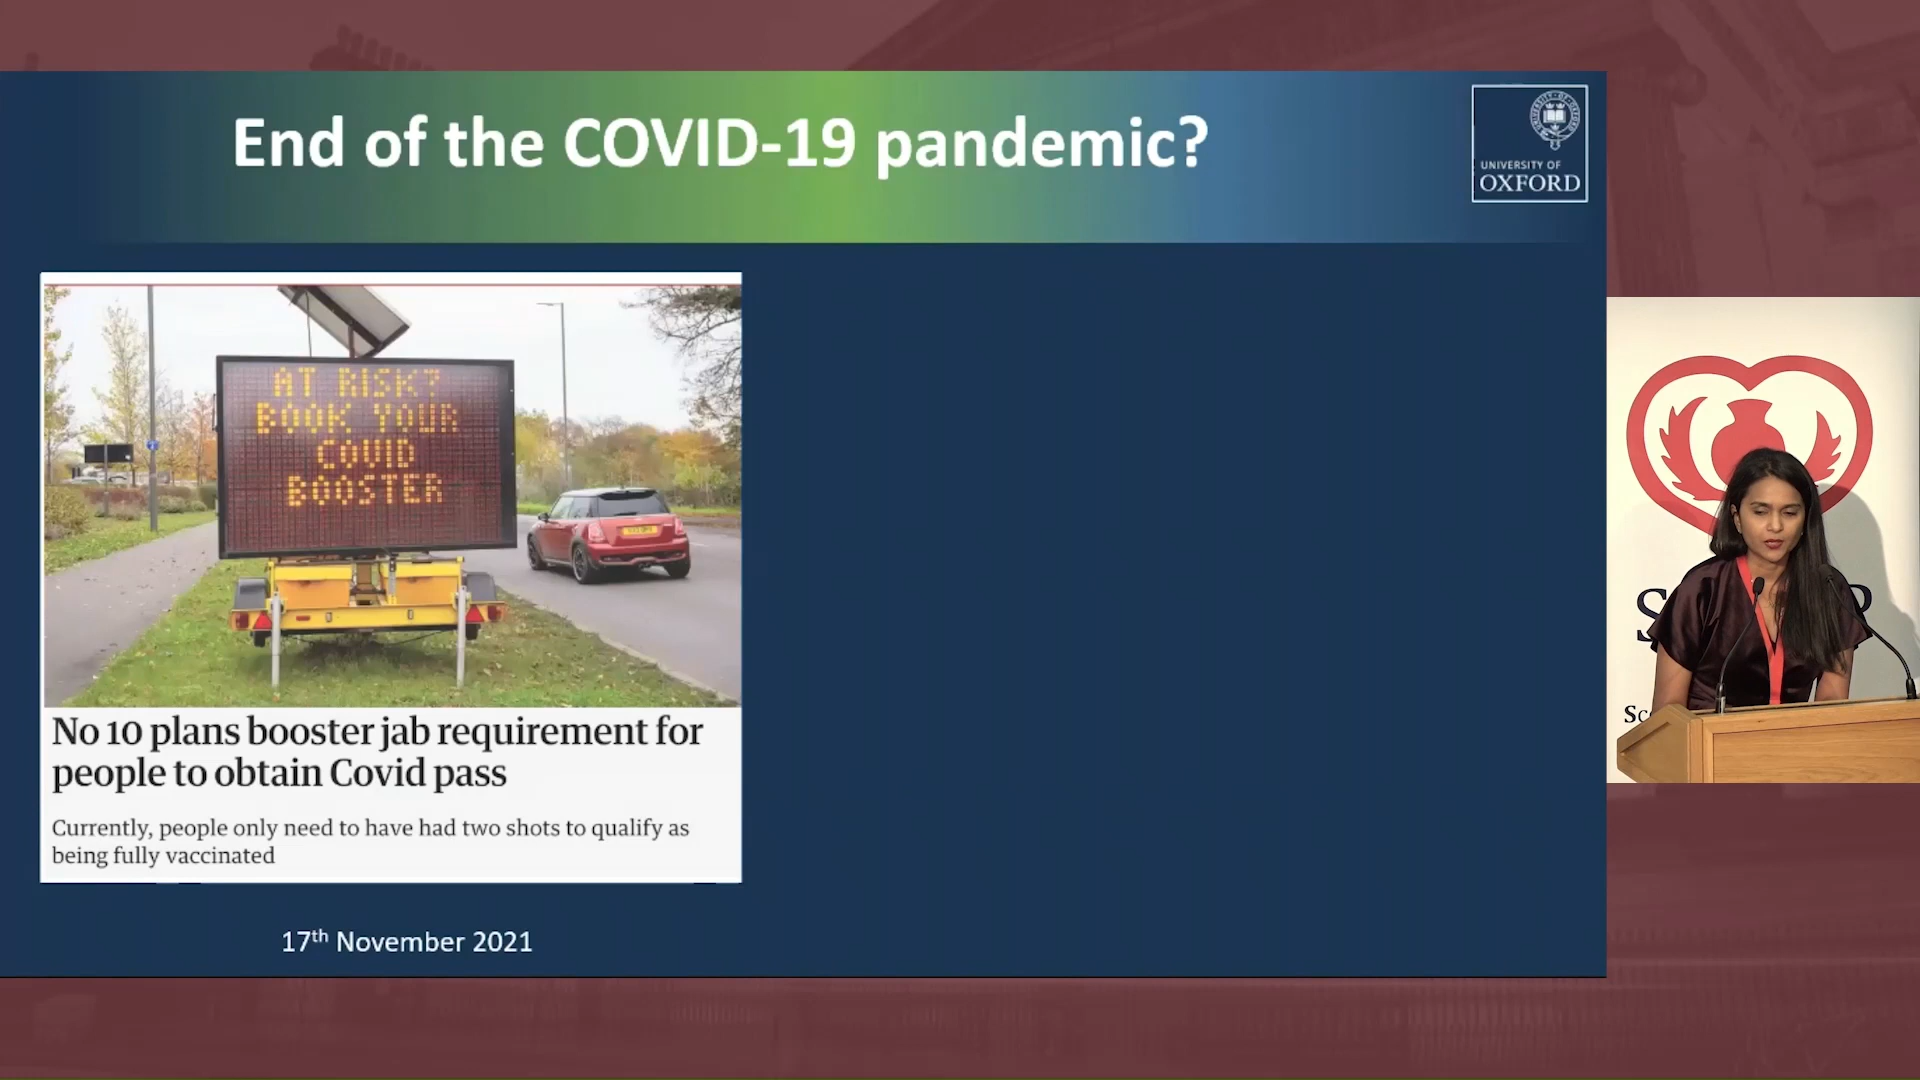 End of the COVID-19 pandemic?
UNIVERSITY OF
OXFORD
AT RISK?
BOOK YOUR
COVID
BOOSTER
No 10 plans booster jab requirement for
people to obtain Covid pass
Currently, people only need to have had two shots to qualify as
being fully vaccinated
17th November 2021